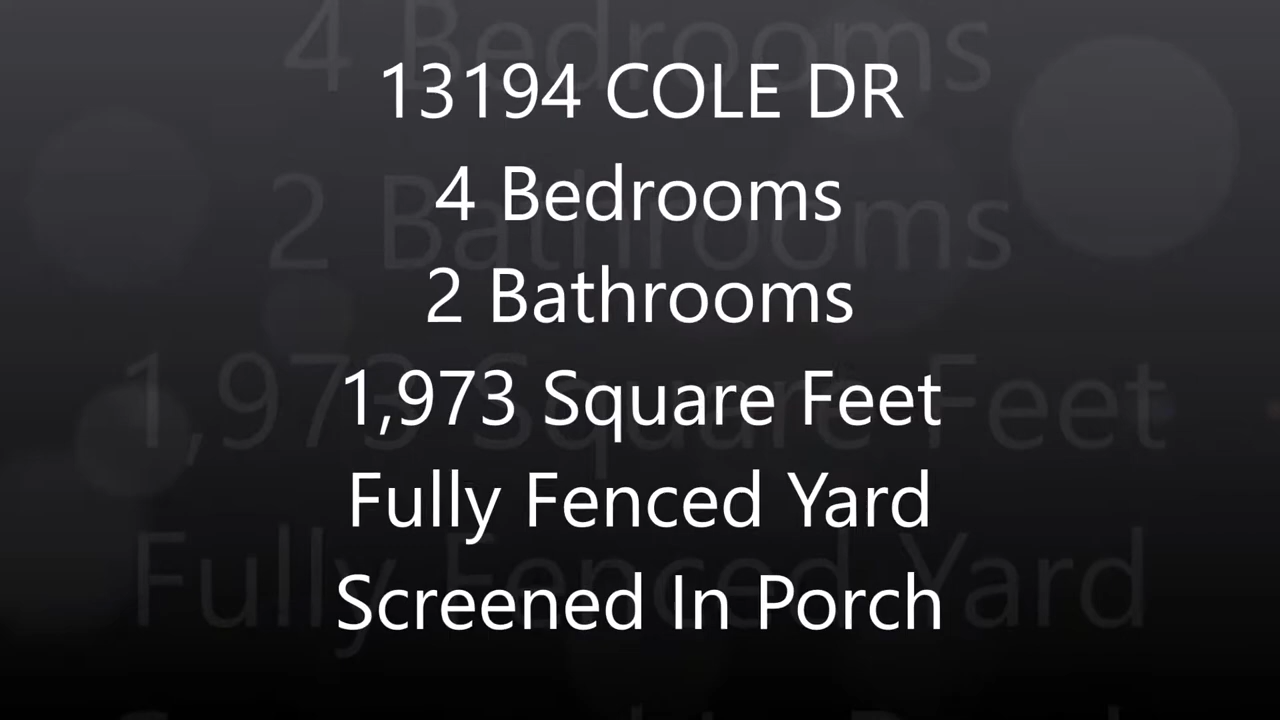 13194 COLE DR
4 Bedrooms
2 Bathrooms
1,973 Square Feet
Fully Fenced Yard
Screened In Porch